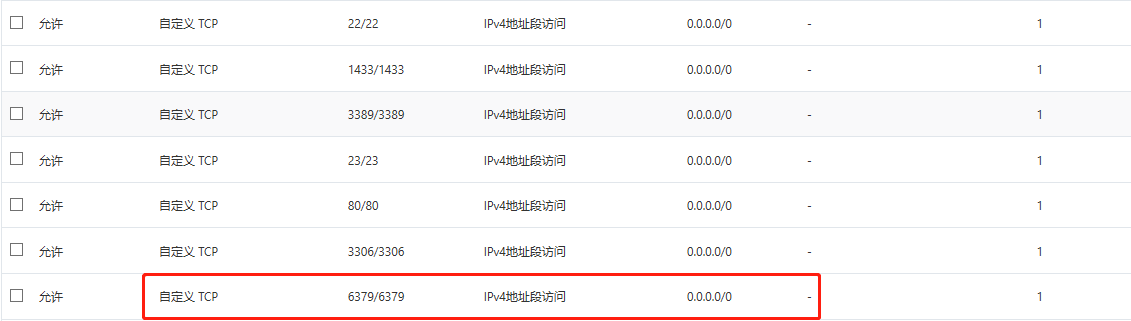 允许 自定义 TCP 22/22 IPv4地址段访问 0.0.0.0/0 - 1
允许 自定义 TCP 1433/1433 IPv4地址段访问 0.0.0.0/0 - 1
允许 自定义 TCP 3389/3389 IPv4地址段访问 0.0.0.0/0 - 1
允许 自定义 TCP 23/23 IPv4地址段访问 0.0.0.0/0 - 1
允许 自定义 TCP 80/80 IPv4地址段访问 0.0.0.0/0 - 1
允许 自定义 TCP 3306/3306 IPv4地址段访问 0.0.0.0/0 - 1
允许 自定义 TCP 6379/6379 IPv4地址段访问 0.0.0.0/0 - 1